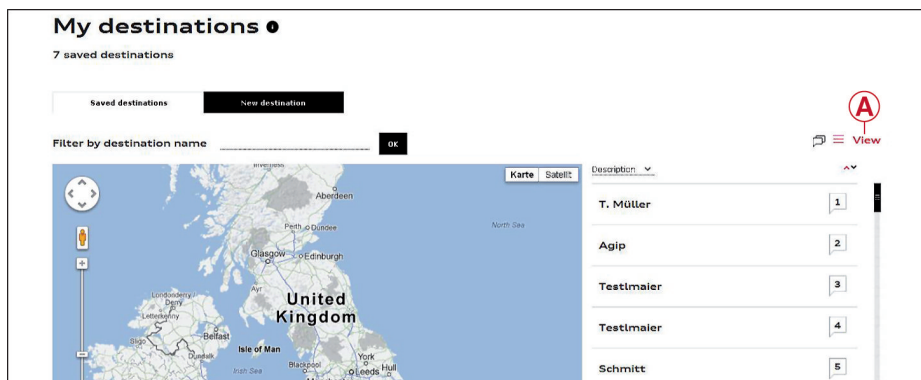 My destinations i
7 saved destinations
Saved destinations
New destination
A
Filter by destination name
OK
View
Karte
Satellit
Description
Inverness
Aberdeen
Perth
Dundee
North Sea
Glasgow
Edinburgh
Ayr
United
Kingdom
Londonderry/
Derry
Letterkenny
Belfast
Sligo
Isle of Man
Dundalk
Irish Sea
Blackpool
York
Leeds
Hull
T. Müller
1
Agip
2
Testlmaier
3
Testlmaier
4
Schmitt
5